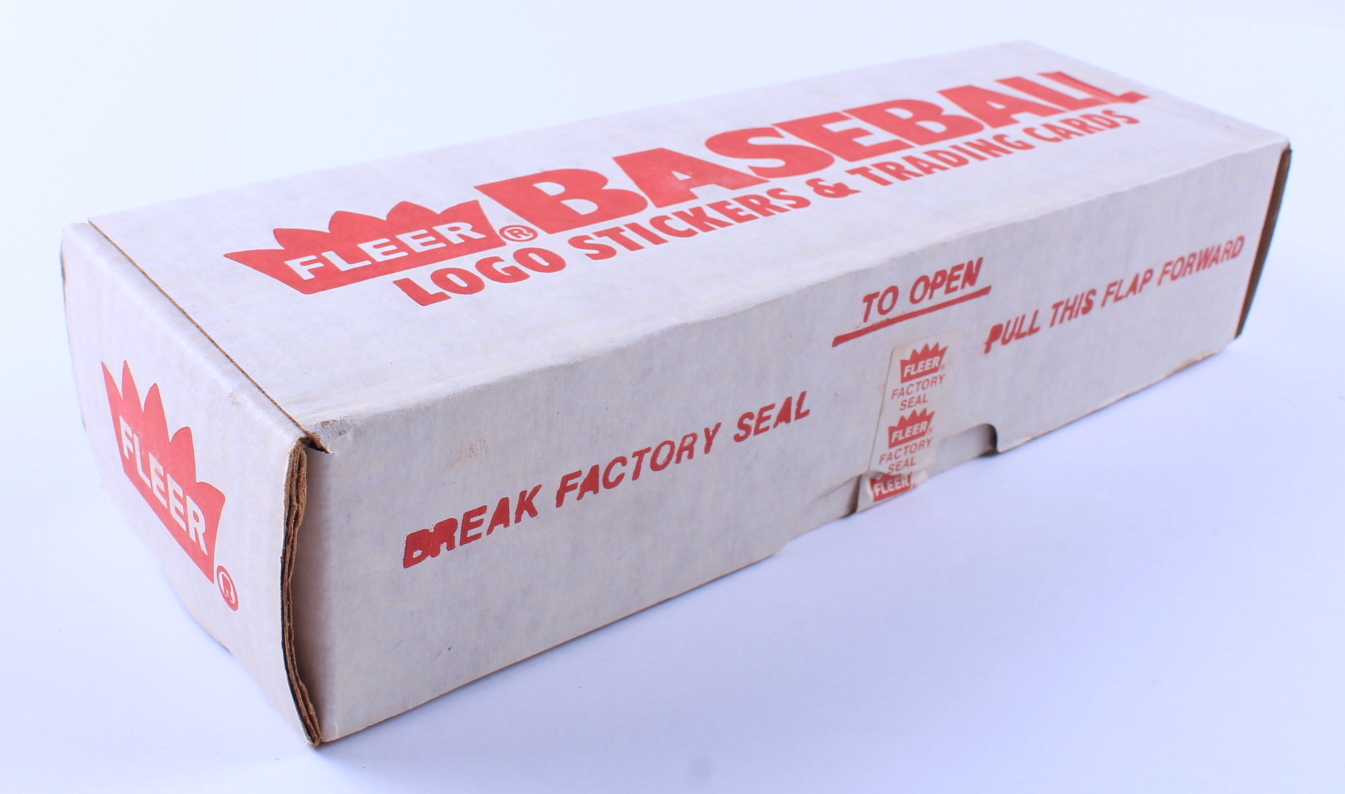 FLEER® BASEBALL
LOGO STICKERS & TRADING CARDS
FLEER®
TO OPEN
BREAK FACTORY SEAL
PULL THIS FLAP FORWARD
FLEER
FACTORY
SEAL
FLEER
FACTORY
SEAL
FLEER